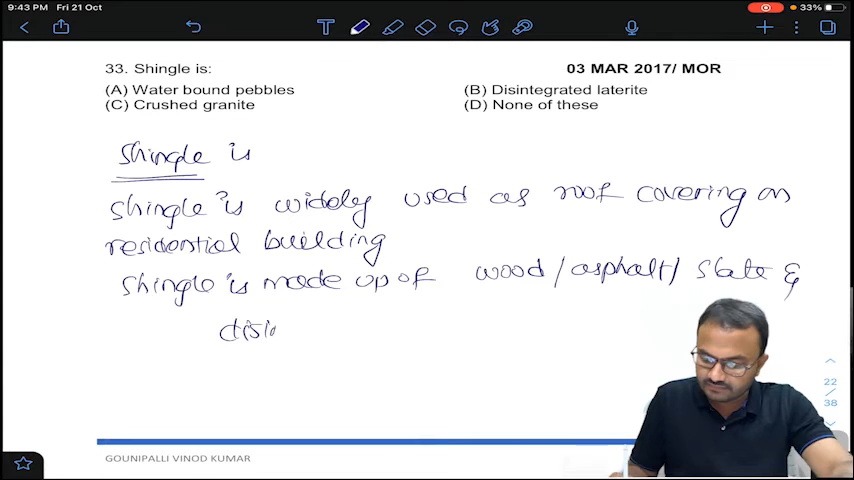 9:43 PM Fri 21 Oct
33%
33. Shingle is:
03 MAR 2017/ MOR
(A) Water bound pebbles
(B) Disintegrated laterite
(C) Crushed granite
(D) None of these
Shingle is
Shingle is widely used as roof covering on
residential building
Shingle is made up of wood/asphalt/ slate &
disi
22
38
GOUNIPALLI VINOD KUMAR